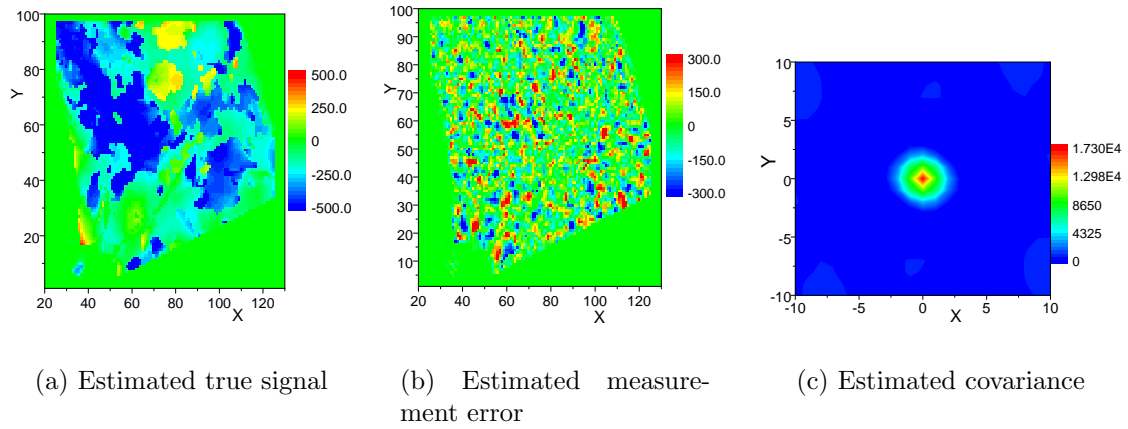 100
80
60
40
20
Y
20 40 60 80 100 120
X
500.0
250.0
0
-250.0
-500.0
(a) Estimated true signal
100
90
80
70
60
50
40
30
20
10
Y
20 40 60 80 100 120
X
300.0
150.0
0
-150.0
-300.0
(b) Estimated measure-
ment error
10
5
0
-5
-10
Y
-10 -5 0 5 10
X
1.730E4
1.298E4
8650
4325
0
(c) Estimated covariance